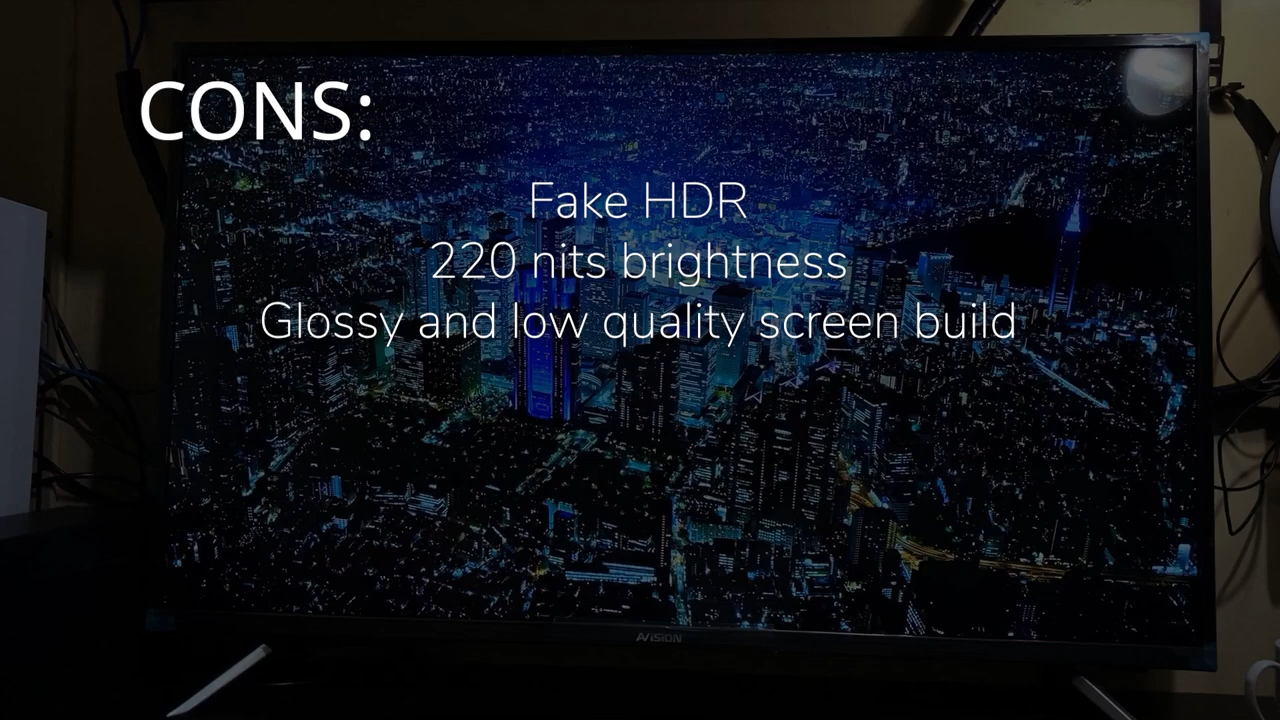 CONS:
Fake HDR
220 nits brightness
Glossy and low quality screen build
AVISION